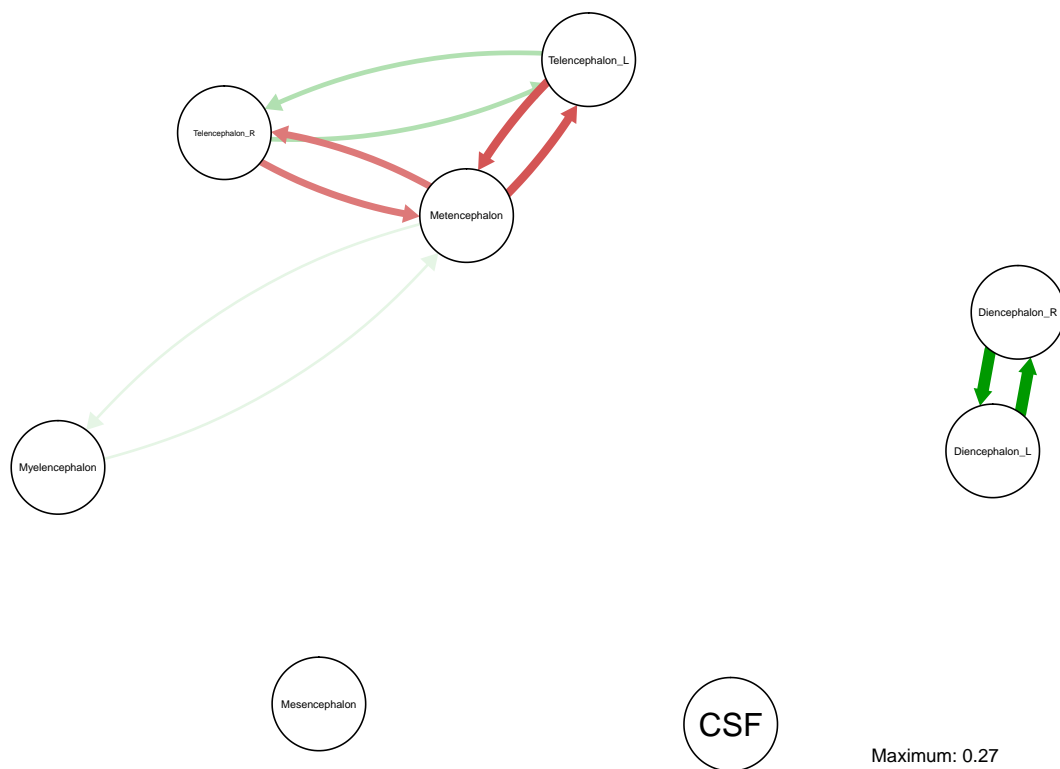 Telencephalon_L
Telencephalon_R
Metencephalon
Diencephalon_R
Diencephalon_L
Myelencephalon
Mesencephalon
CSF
Maximum: 0.27